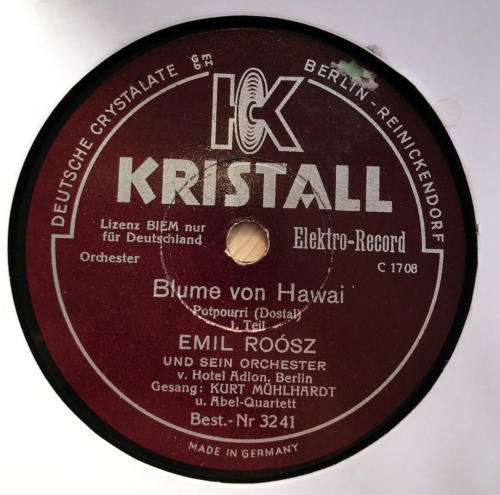 DEUTSCHE CRYSTALATE GMBH BERLIN-REINICKENDORF
K
KRISTALL
Lizenz BIEM nur
für Deutschland
Elektro-Record
Orchester
C 1708
Blume von Hawai
Potpourri (Dostal)
1. Teil
EMIL ROÓSZ
UND SEIN ORCHESTER
v. Hotel Adlon, Berlin
Gesang: KURT MÜHLHARDT
u. Abel-Quartett
Best.-Nr 3241
MADE IN GERMANY